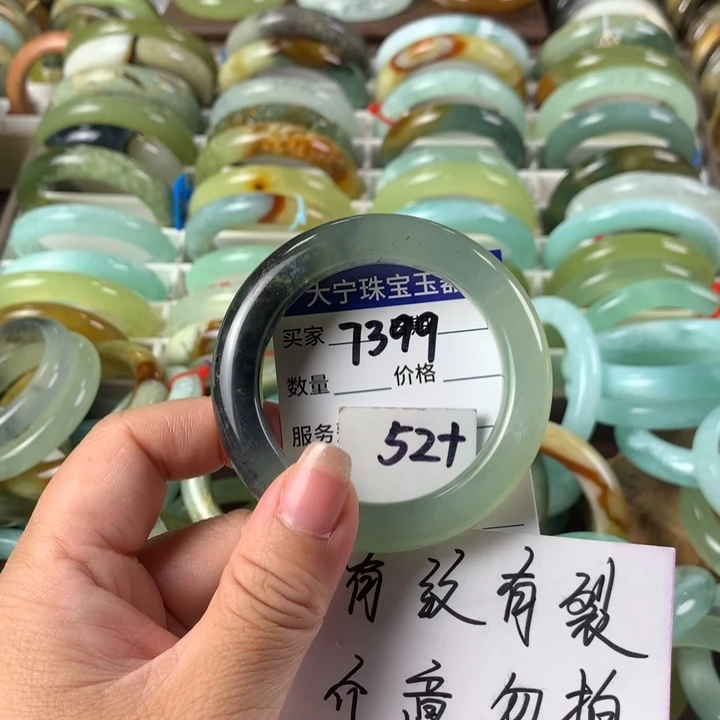 大宁珠宝玉器
买家 7399
数量 价格
服务
52+
有纹有裂
介意勿拍